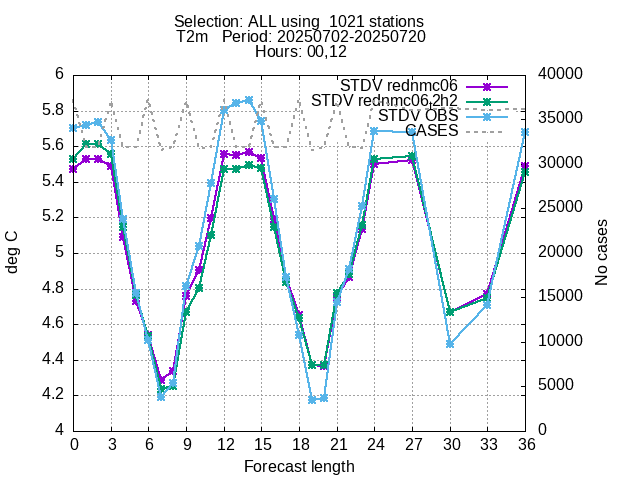 Selection: ALL using  1021 stations
T2m   Period: 20250702-20250720
Hours: 00,12
STDV rednmc06
STDV rednmc06,2h2
STDV OBS
CASES
deg C
No cases
6
5.8
5.6
5.4
5.2
5
4.8
4.6
4.4
4.2
4
40000
35000
30000
25000
20000
15000
10000
5000
0
0 3 6 9 12 15 18 21 24 27 30 33 36
Forecast length